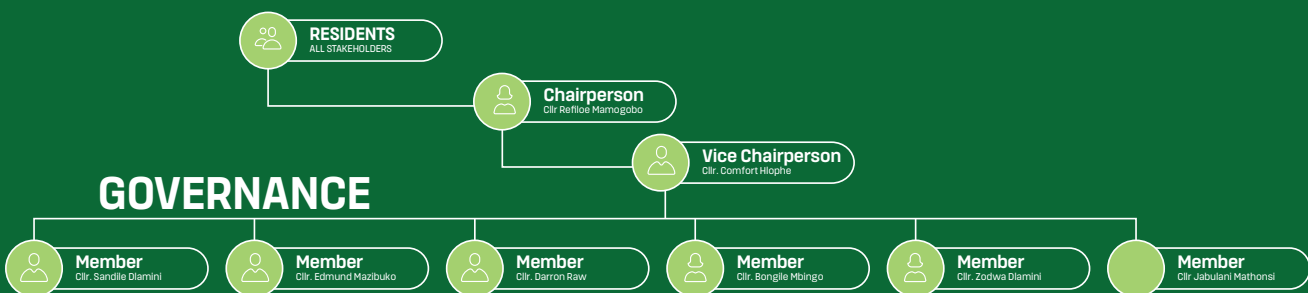 RESIDENTS
ALL STAKEHOLDERS
Chairperson
Cllr Refiloe Mamogobo
Vice Chairperson
Cllr. Comfort Hlophe
GOVERNANCE
Member
Cllr. Sandile Dlamini
Member
Cllr. Edmund Mazibuko
Member
Cllr. Darron Raw
Member
Cllr. Bongile Mbingo
Member
Cllr. Zodwa Dlamini
Member
Cllr Jabulani Mathonsi